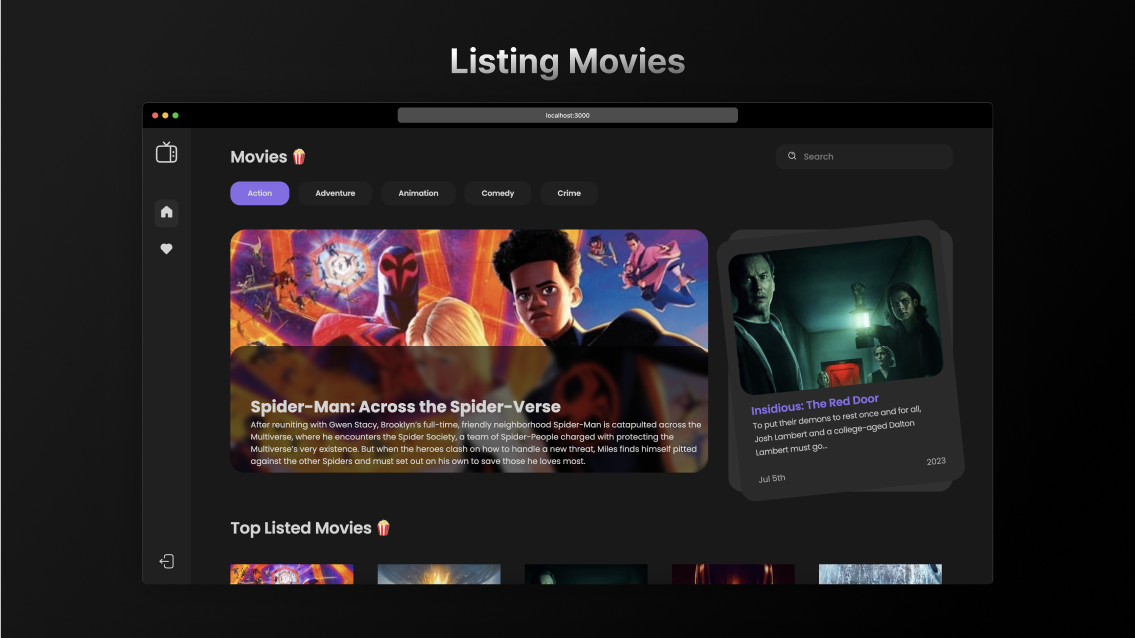 Listing Movies
localhost:3000
Movies 🍿
Search
Action
Adventure
Animation
Comedy
Crime
Spider-Man: Across the Spider-Verse
After reuniting with Gwen Stacy, Brooklyn's full-time, friendly neighborhood Spider-Man is catapulted across the
Multiverse, where he encounters the Spider Society, a team of Spider-People charged with protecting the
Multiverse's very existence. But when the heroes clash on how to handle a new threat, Miles finds himself pitted
against the other Spiders and must set out on his own to save those he loves most.
Insidious: The Red Door
To put their demons to rest once and for all,
Josh Lambert and a college-aged Dalton
Lambert must go...
Jul 5th
2023
Top Listed Movies 🍿